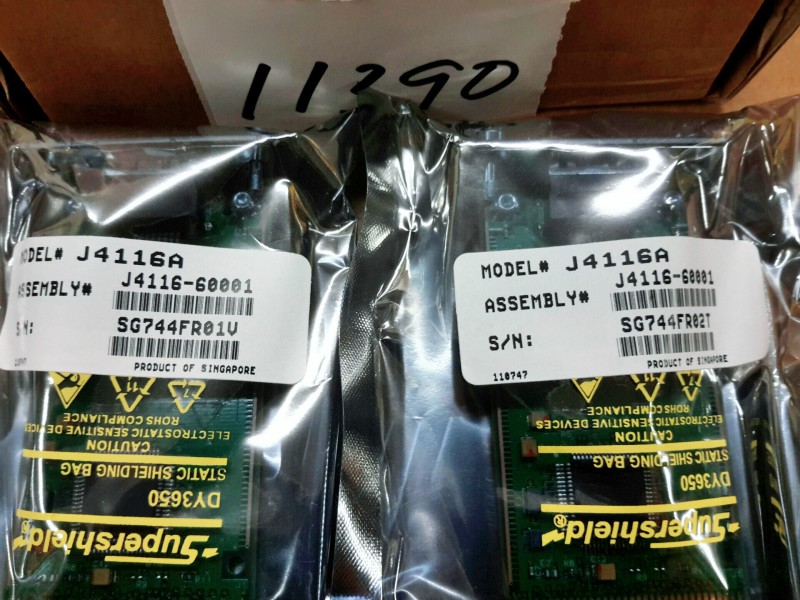 11390
MODEL# J4116A
ASSEMBLY# J4116-60001
S/N: SG744FR01V
PRODUCT OF SINGAPORE
ELECTROSTATIC SENSITIVE DEVICES
ROHS COMPLIANCE
CAUTION
STATIC SHIELDING BAG
DY3650
Supershield®
MODEL# J4116A
ASSEMBLY# J4116-60001
S/N: SG744FR02T
PRODUCT OF SINGAPORE
110747
ELECTROSTATIC SENSITIVE DEVICES
ROHS COMPLIANCE
CAUTION
STATIC SHIELDING BAG
DY3650
Supershield®